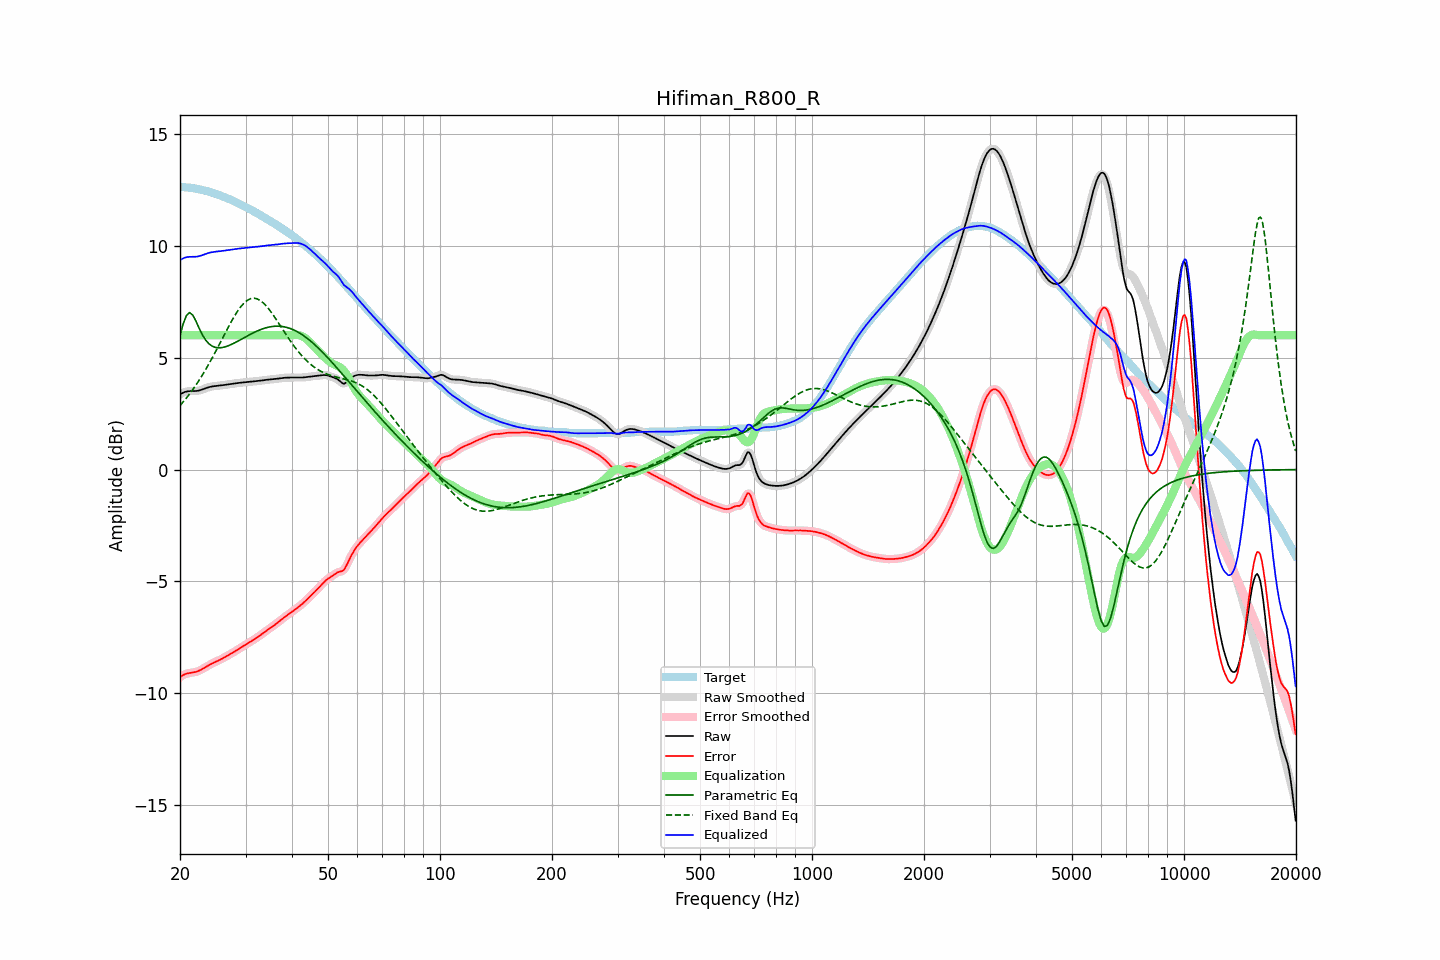 Hifiman_R800_R
15
10
5
0
−5
−10
−15
Amplitude (dBr)
Target
Raw Smoothed
Error Smoothed
Raw
Error
Equalization
Parametric Eq
Fixed Band Eq
Equalized
20
50
100
200
500
1000
2000
5000
10000
20000
Frequency (Hz)